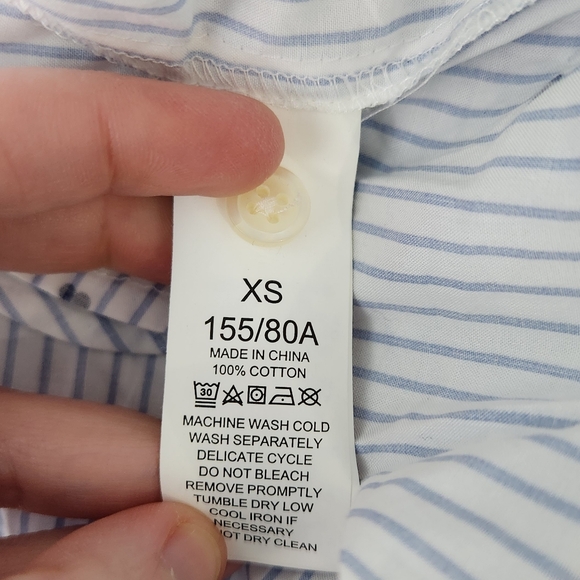 XS
155/80A
MADE IN CHINA
100% COTTON
30
MACHINE WASH COLD
WASH SEPARATELY
DELICATE CYCLE
DO NOT BLEACH
REMOVE PROMPTLY
TUMBLE DRY LOW
COOL IRON IF
NECESSARY
NOT DRY CLEAN